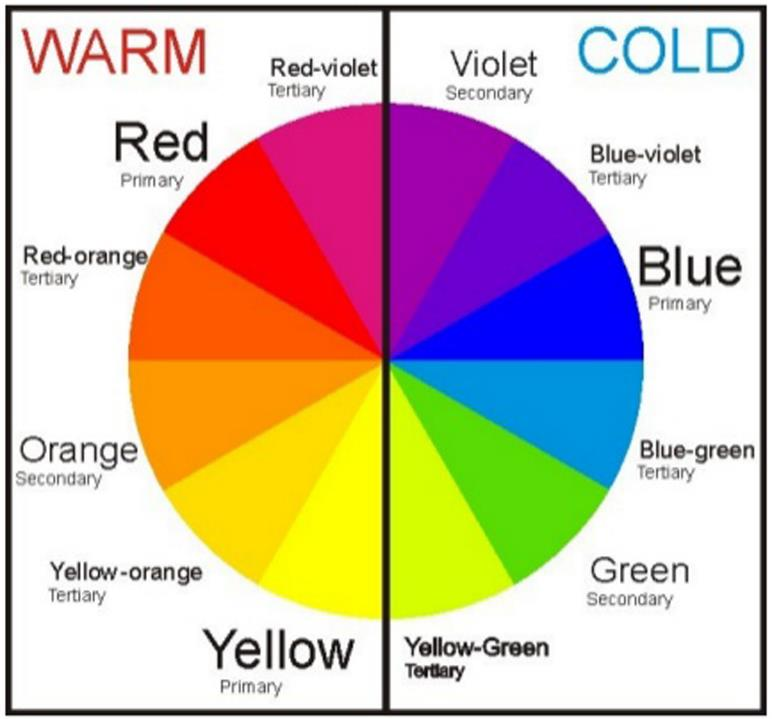 WARM
COLD
Red-violet
Tertiary
Violet
Secondary
Red
Primary
Blue-violet
Tertiary
Red-orange
Tertiary
Blue
Primary
Orange
Secondary
Blue-green
Tertiary
Yellow-orange
Tertiary
Green
Secondary
Yellow
Primary
Yellow-Green
Tertiary